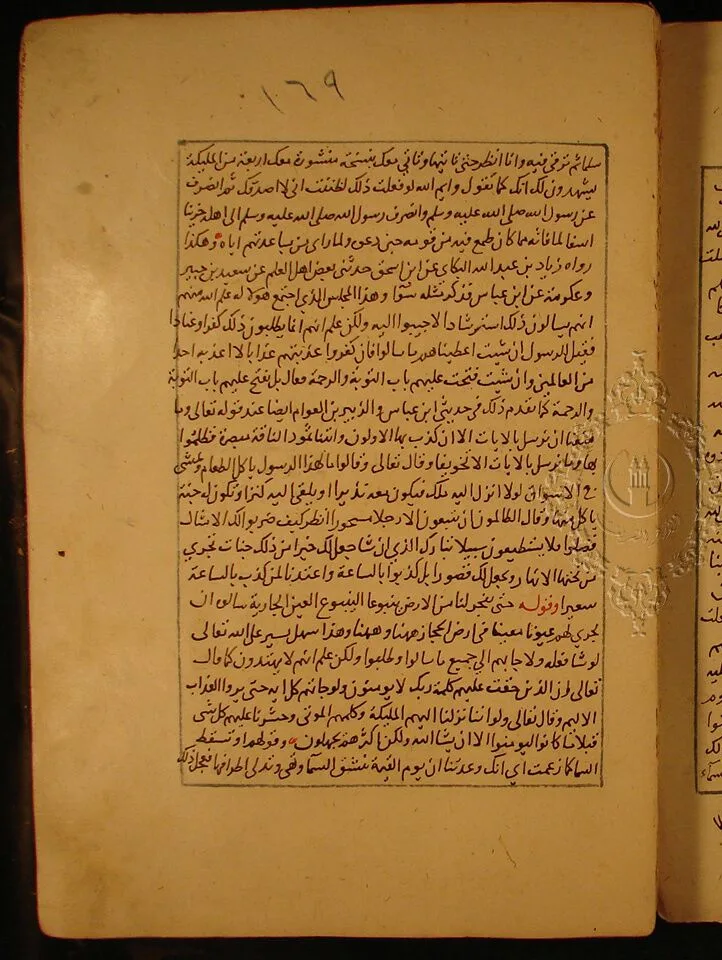 ١٦٩
سلما ثم ترقى فيه وانا انظر حتى تاتيها وتاتي معك بنسخة منشورة معك اربعة من المليكة
يشهدون لك انك كما تقول وايم الله لو فعلت ذلك لظننت اني لا اصدقك ثم انصرف
عن رسول الله صلى الله عليه وسلم وانصرف رسول الله صلى الله عليه وسلم الى اهله حزينا
اسفا لما فاته مما كان طمع فيه من قومه حين دعوه ولما راى من مباعدتهم اياه وهكذا
رواه زياد بن عبد الله البكاي عن ابن اسحق حدثني بعض اهل العلم عن سعيد بن جبير
وعكرمة عن ابن عباس فذكر مثله سوا وهذا المجلس الذي اجتمع هولا له علم الله منهم
انهم يسالون ذلك استرشادا لاجيبوا اليه ولكن علم انهم انما يطلبون ذلك كفرا وعنادا
فقيل للرسول ان شيت اعطيناهم ما سالوا فان كفروا عذبتهم عذابا لا اعذبه احدا
من العالمين وان شيت فتحت عليهم باب التوبة والرحمة فقال بل تفتح عليهم باب التوبة
والرحمة كما تقدم ذلك في حديثي ابن عباس والزبير بن العوام ايضا عند قوله تعالى وما
منعنا ان نرسل بالايات الا ان كذب بها الاولون واتينا ثمود الناقة مبصرة فظلموا
بها وما نرسل بالايات الا تخويفا وقال تعالى وقالوا ما لهذا الرسول ياكل الطعام ويمشي
في الاسواق لولا انزل اليه ملك فيكون معه نذيرا او يلقى اليه كنز او تكون له جنة
ياكل منها وقال الظالمون ان تتبعون الا رجلا مسحورا انظر كيف ضربوا لك الامثال
فضلوا فلا يستطيعون سبيلا تبارك الذي ان شا جعل لك خيرا من ذلك جنات تجري
من تحتها الانهار ويجعل لك قصورا بل كذبوا بالساعة واعتدنا لمن كذب بالساعة
سعيرا وقوله حتى تفجر لنا من الارض ينبوعا الينبوع العين الجارية سالوه ان
يجري لهم عيونا معينا في ارض الحجاز ههنا وههنا وهذا سهل يسير على الله تعالى
لو شا فعله ولاجابهم الى جميع ما سالوا وطلبوا ولكن علم انهم لا يهتدون كما قال
تعالى ان الذين حقت عليهم كلمة ربك لا يومنون ولو جاتهم كل اية حتى يروا العذاب
الاليم وقال تعالى ولو اننا نزلنا اليهم المليكة وكلمهم الموتى وحشرنا عليهم كل شي
قبلا ما كانوا ليومنوا الا ان يشا الله ولكن اكثرهم يجهلون وقولهم او تسقط
السما كما زعمت اي انك وعدتنا ان يوم القيمة تنشق السما وتهي وتدلي اطرافها فعجل ذلك